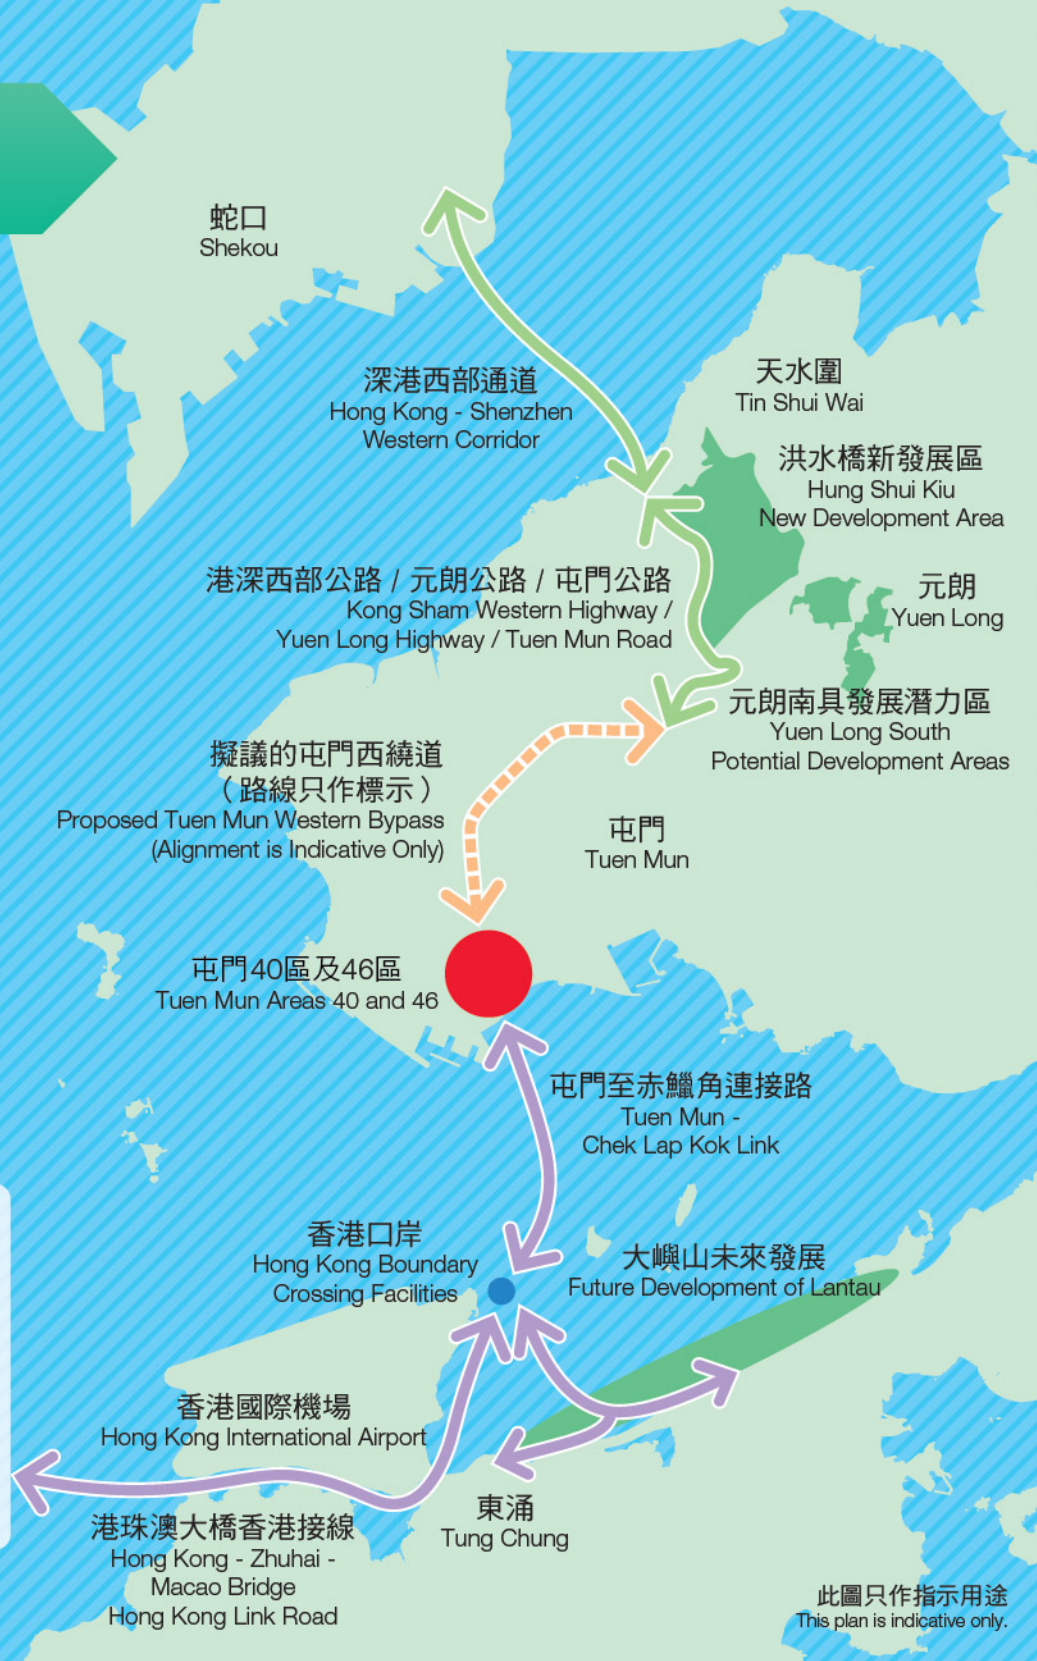 蛇口
Shekou
深港西部通道
Hong Kong - Shenzhen
Western Corridor
天水圍
Tin Shui Wai
洪水橋新發展區
Hung Shui Kiu
New Development Area
港深西部公路 / 元朗公路 / 屯門公路
Kong Sham Western Highway /
Yuen Long Highway / Tuen Mun Road
元朗
Yuen Long
元朗南具發展潛力區
Yuen Long South
Potential Development Areas
擬議的屯門西繞道
（路線只作標示）
Proposed Tuen Mun Western Bypass
(Alignment is Indicative Only)
屯門
Tuen Mun
屯門40區及46區
Tuen Mun Areas 40 and 46
屯門至赤鱲角連接路
Tuen Mun -
Chek Lap Kok Link
香港口岸
Hong Kong Boundary
Crossing Facilities
大嶼山未來發展
Future Development of Lantau
香港國際機場
Hong Kong International Airport
東涌
Tung Chung
港珠澳大橋香港接線
Hong Kong - Zhuhai -
Macao Bridge
Hong Kong Link Road
此圖只作指示用途
This plan is indicative only.